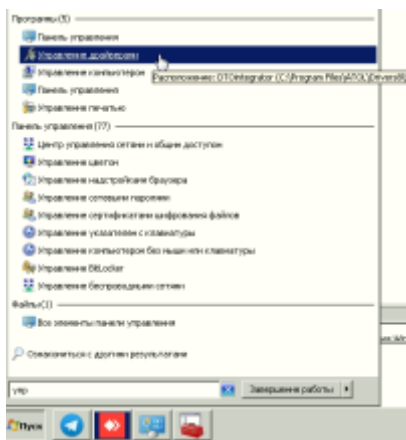 Программы (5)
Панель управления
Управление драйверами
Управление компьютером
Расположение: DTOintegrator (C:\Program Files\ATOL\Drivers8\
Панель управления
Управление печатью
Панель управления (77)
Центр управления сетями и общим доступом
Управление цветом
Управление надстройками браузера
Управление сетевыми паролями
Управление сертификатами шифрования файлов
Управление указателем с клавиатуры
Управление компьютером без мыши или клавиатуры
Управление BitLocker
Управление беспроводными сетями
Файлы (1)
Все элементы панели управления
Ознакомиться с другими результатами
упр
Завершение работы
Пуск